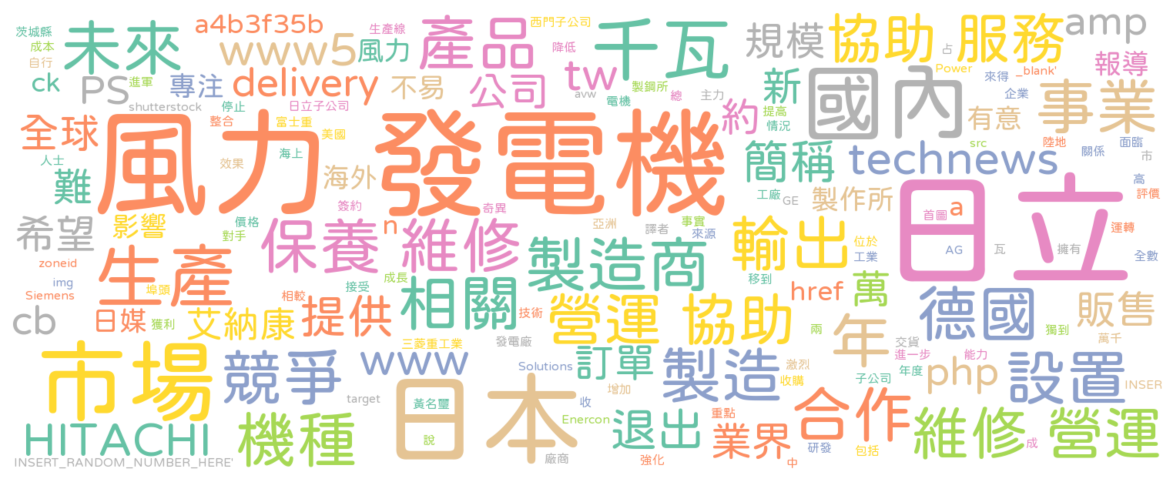 茨城縣
成本
自行
未來
a4b3f35b
生產線
產品
西門子公司
千瓦
規模
協助 服務
amp
www5
風力
降低
tw
新
占
Power
來得
_blank'
報導
ck
PS
進軍
專注
delivery
不易
公司
avw
電機
製鋼所
總
主力
國內
企業
事業
有意
shutterstock
停止
日立子公司
整合
富士重
美國
全球
風力 發電機
約
提高
情況
src
陸地
關係
面臨
市
人士
難
海上
效果
海外
簡稱
technews
高
評價
工廠
GE
製作所
日立
首圖
a
運轉
希望
影響
價格
對手
簽約
n
奇異
亞洲
譯者
事實
來源
輸出
位於
工業
AG
瓦
擁有
全數
zoneid
img
Siemens
生產
埠頭
保養 維修
接受
成長
製造商
移到
href
萬
德國
販售
獨到
萬千
cb
日媒
獲利
艾納康
相較
提供
相關
技術
發電廠
營運 協助
兩
年
交貨
進一步
能力
市場
競爭
三菱重工業
www
Solutions
訂單
製造
激烈
收購
子公司
年度
php
設置
INSER
target
日本
黃名璽
說
收
增加
Enercon
退出
重點
業界
合作
維修 營運
成
HITACHI
機種
INSERT_RANDOM_NUMBER_HERE'
廠商
強化
中
研發
包括